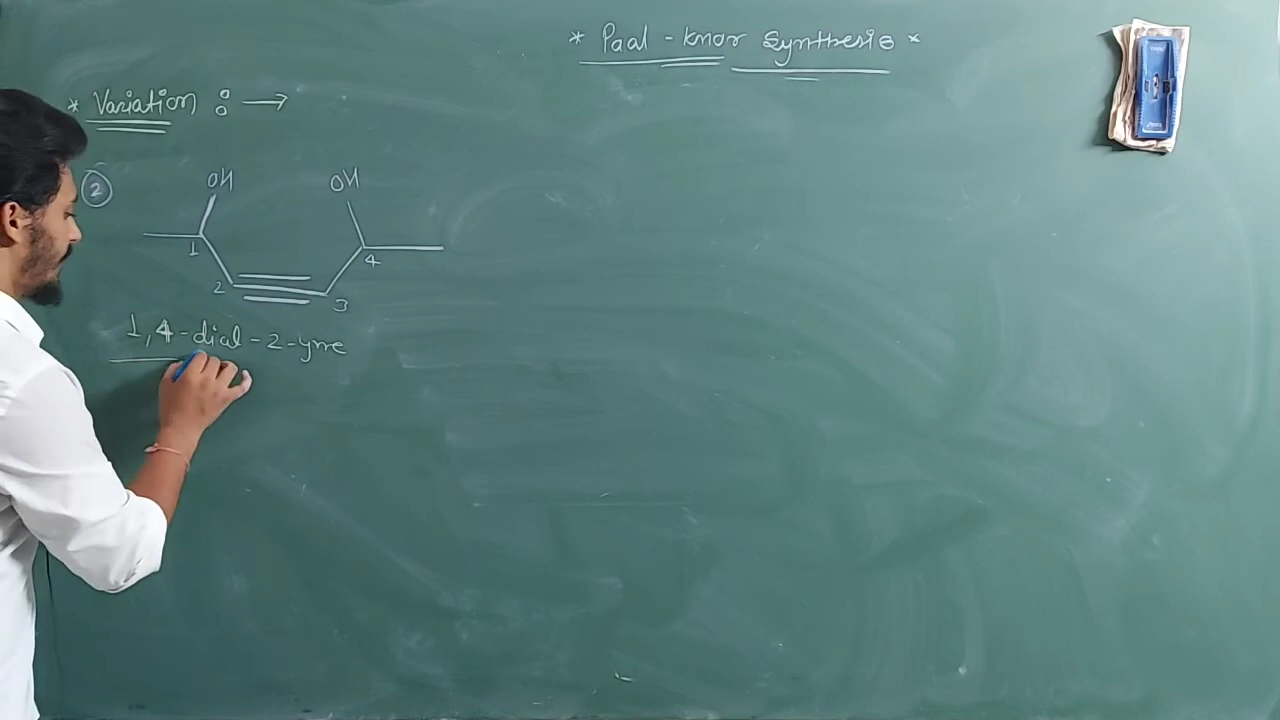 * Paal - knor Synthesis *
* Variation : →
2
OH OH
1 4
2 3
1,4-dial-2-yne